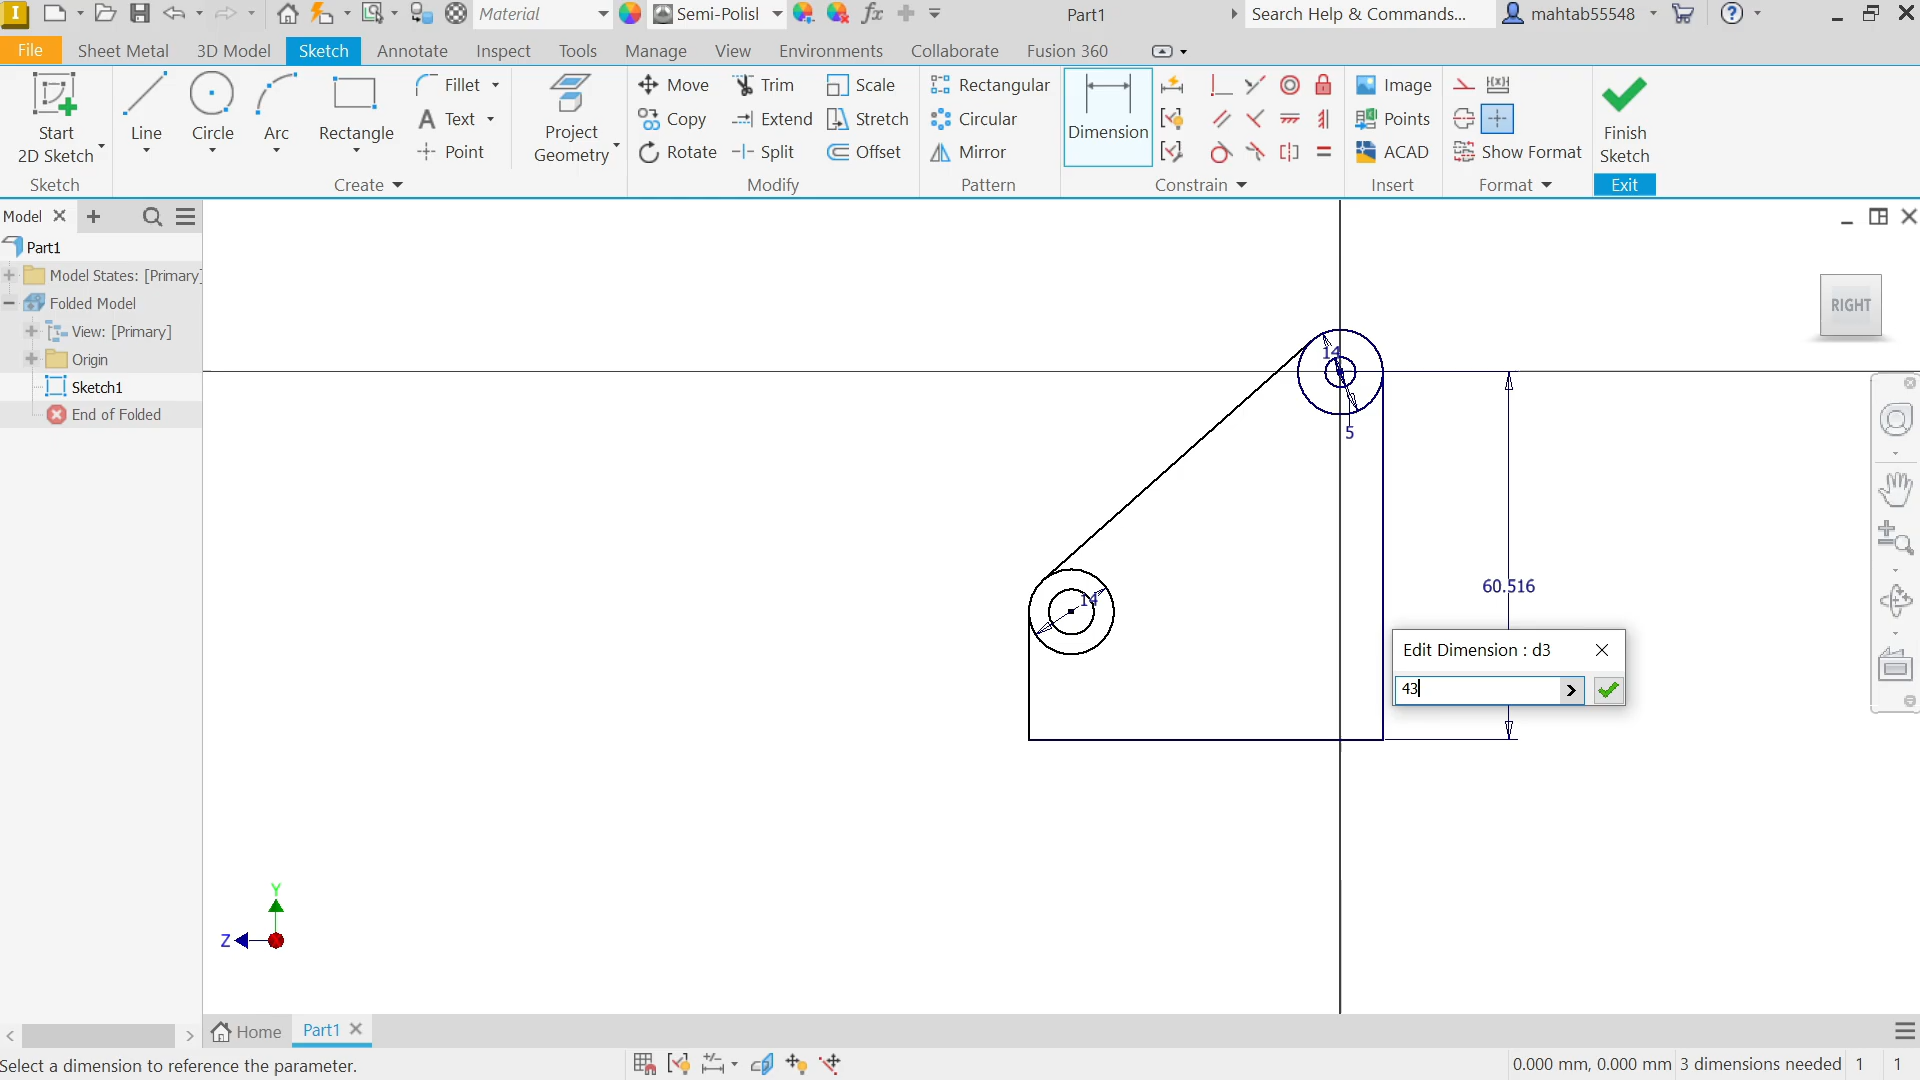 I Material Semi-Polish fx Part1 Search Help & Commands... mahtab55548 ?
File Sheet Metal 3D Model Sketch Annotate Inspect Tools Manage View Environments Collaborate Fusion 360
Start 2D Sketch
Line
Circle
Arc
Rectangle
Fillet
Text
Point
Project Geometry
Move Trim Scale
Copy Extend Stretch
Rotate Split Offset
Rectangular
Circular
Mirror
Dimension
Image
Points
ACAD
Show Format
Finish Sketch
Sketch Create Modify Pattern Constrain Insert Format Exit
Model
Part1
Model States: [Primary]
Folded Model
View: [Primary]
Origin
Sketch1
End of Folded
RIGHT
14
5
14
60.516
Edit Dimension : d3
43
Y
Z
Home Part1
Select a dimension to reference the parameter.
0.000 mm, 0.000 mm 3 dimensions needed 1 1